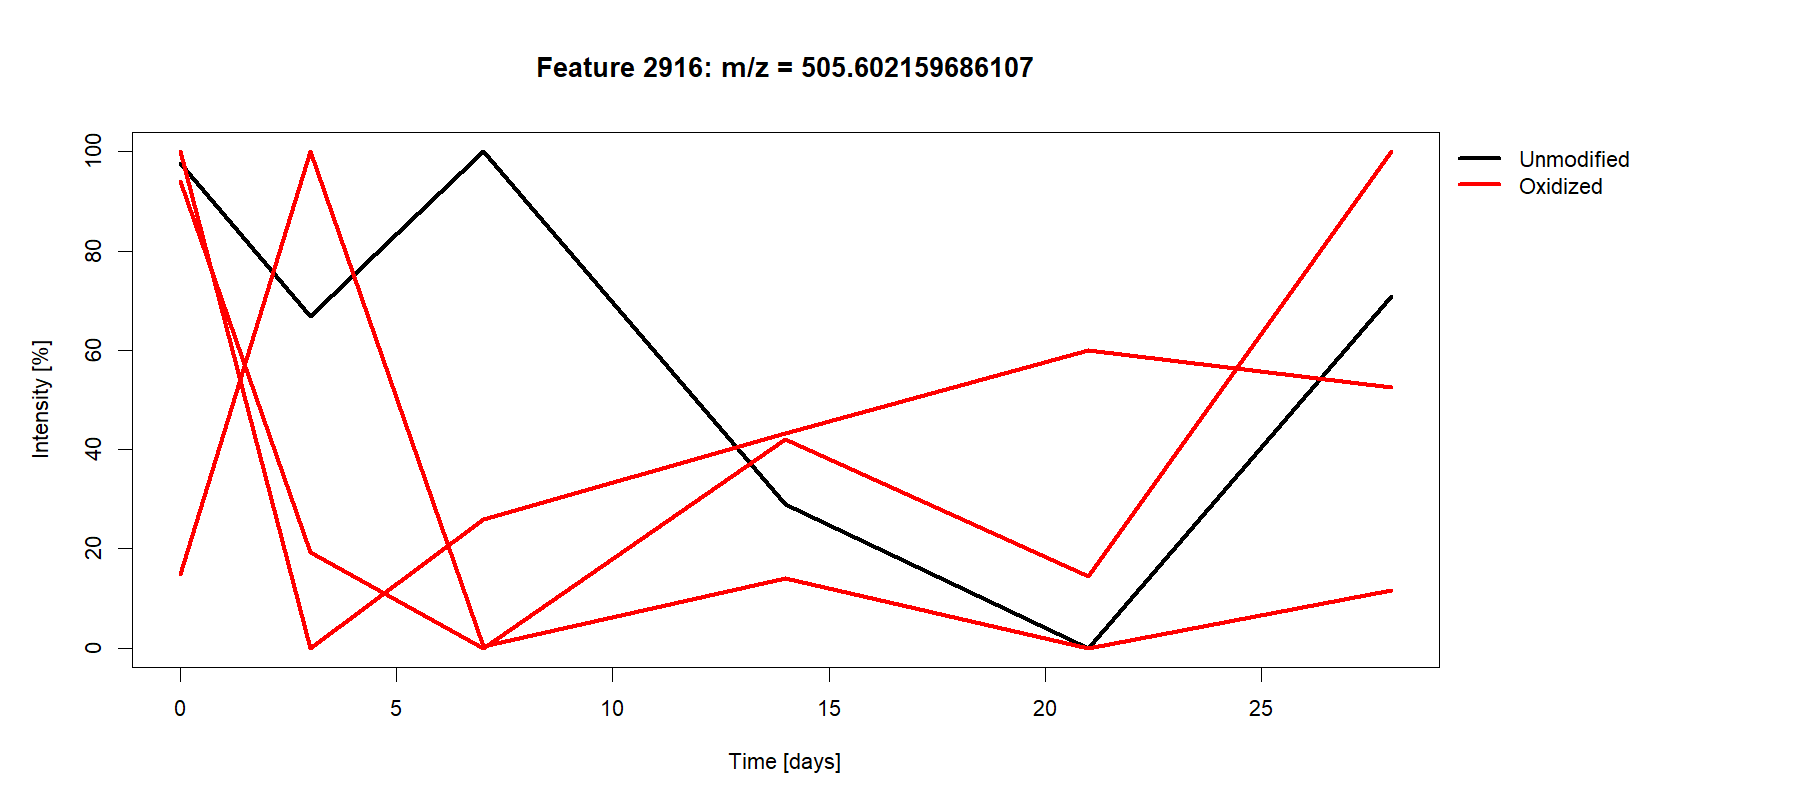 Feature 2916: m/z = 505.602159686107
Unmodified
Oxidized
Intensity [%]
100
80
60
40
20
0
0 5 10 15 20 25
Time [days]